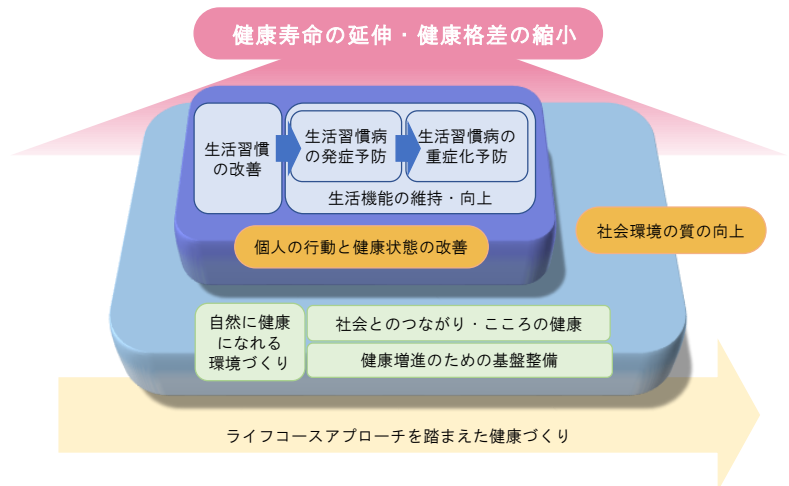 健康寿命の延伸・健康格差の縮小
生活習慣
の改善
生活習慣病
の発症予防
生活習慣病の
重症化予防
生活機能の維持・向上
個人の行動と健康状態の改善
社会環境の質の向上
自然に健康
になれる
環境づくり
社会とのつながり・こころの健康
健康増進のための基盤整備
ライフコースアプローチを踏まえた健康づくり